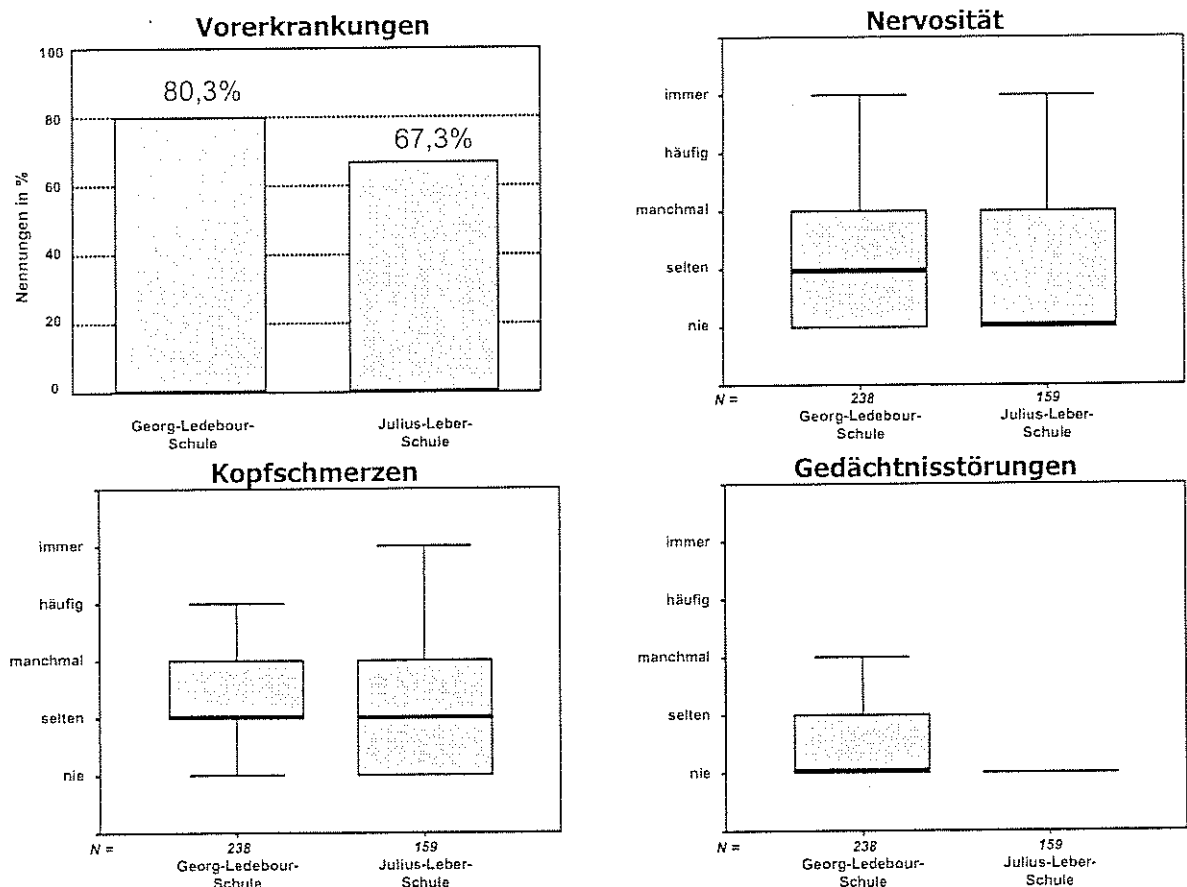 Vorerkrankungen
100
80
60
40
20
0
Nennungen in %
80,3%
67,3%
Georg-Ledebour-
Schule
Julius-Leber-
Schule
Nervosität
immer
häufig
manchmal
selten
nie
N =
238
Georg-Ledebour-
Schule
159
Julius-Leber-
Schule
Kopfschmerzen
immer
häufig
manchmal
selten
nie
N =
238
Georg-Ledebour-
Schule
159
Julius-Leber-
Schule
Gedächtnisstörungen
immer
häufig
manchmal
selten
nie
N =
238
Georg-Ledebour-
Schule
159
Julius-Leber-
Schule